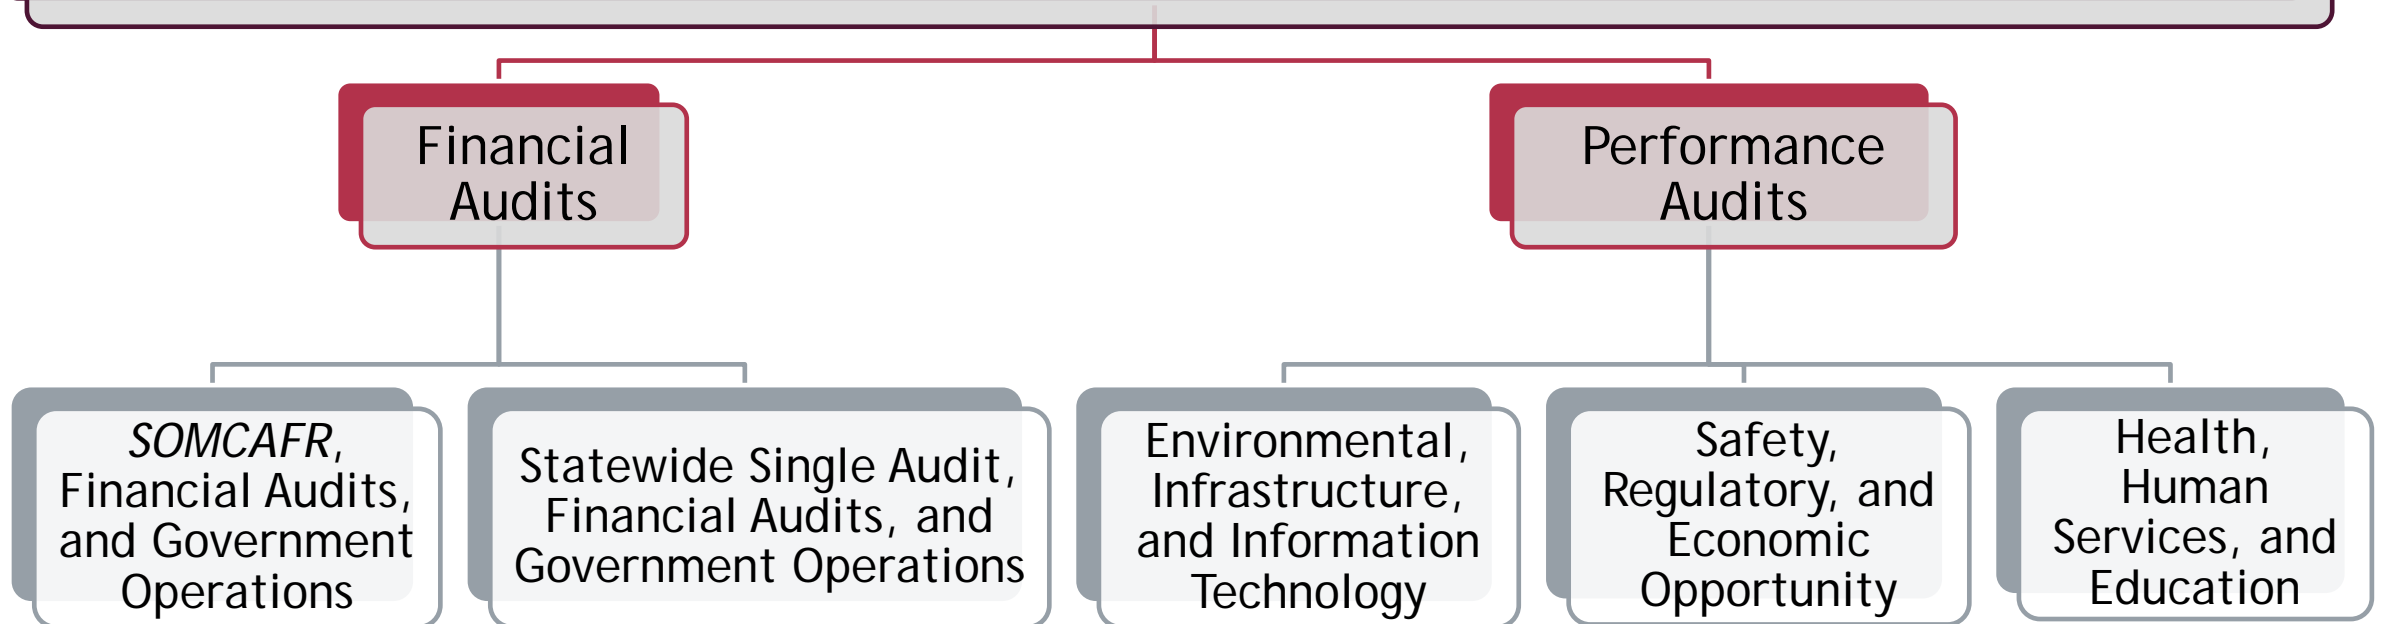 Financial
Audits
Performance
Audits
SOMCAFR,
Financial Audits,
and Government
Operations
Statewide Single Audit,
Financial Audits, and
Government Operations
Environmental,
Infrastructure,
and Information
Technology
Safety,
Regulatory, and
Economic
Opportunity
Health,
Human
Services, and
Education